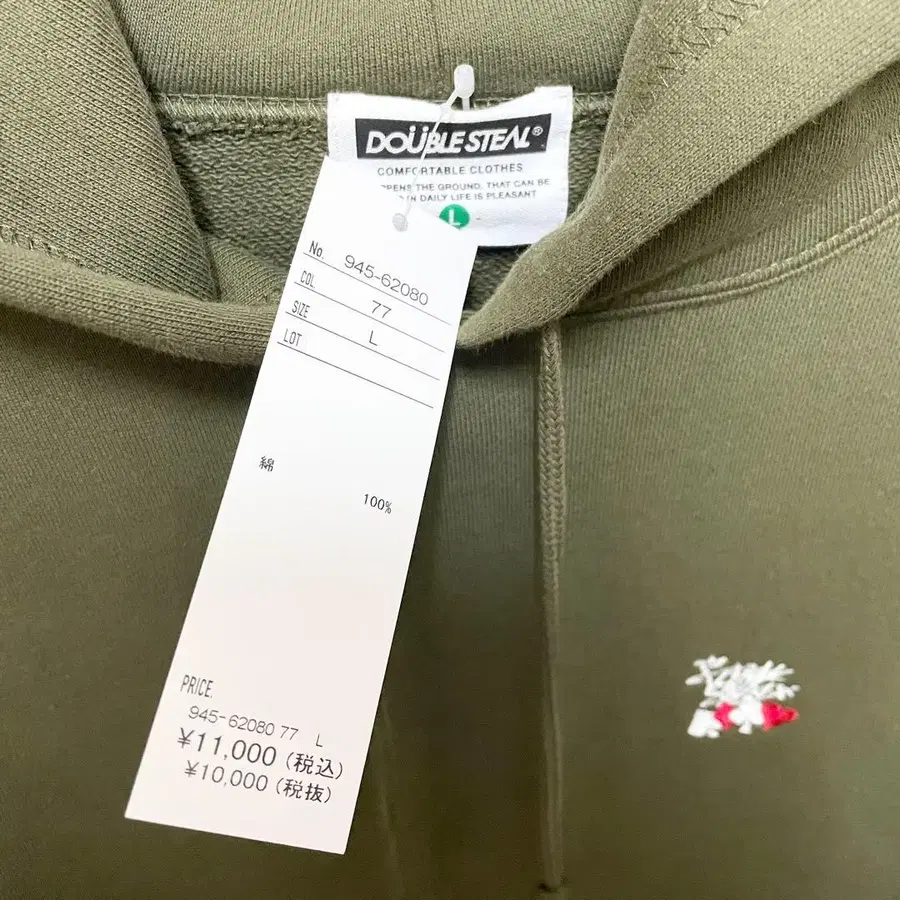 DOÜBLE STEAL®
COMFORTABLE CLOTHES
THE GROUND, THAT CAN BE
IN DAILY LIFE IS PLEASANT
L
No. 945-62080
COL 77
SIZE L
LOT
綿
100%
PRICE.
945-62080 77 L
¥11,000 (税込)
¥10,000 (税抜)